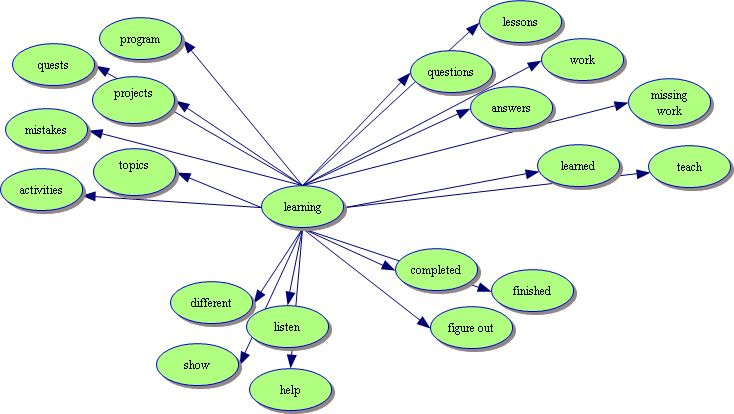 lessons
program
work
quests
questions
projects
missing
work
answers
mistakes
topics
learned
teach
activities
learning
completed
finished
different
listen
figure out
show
help